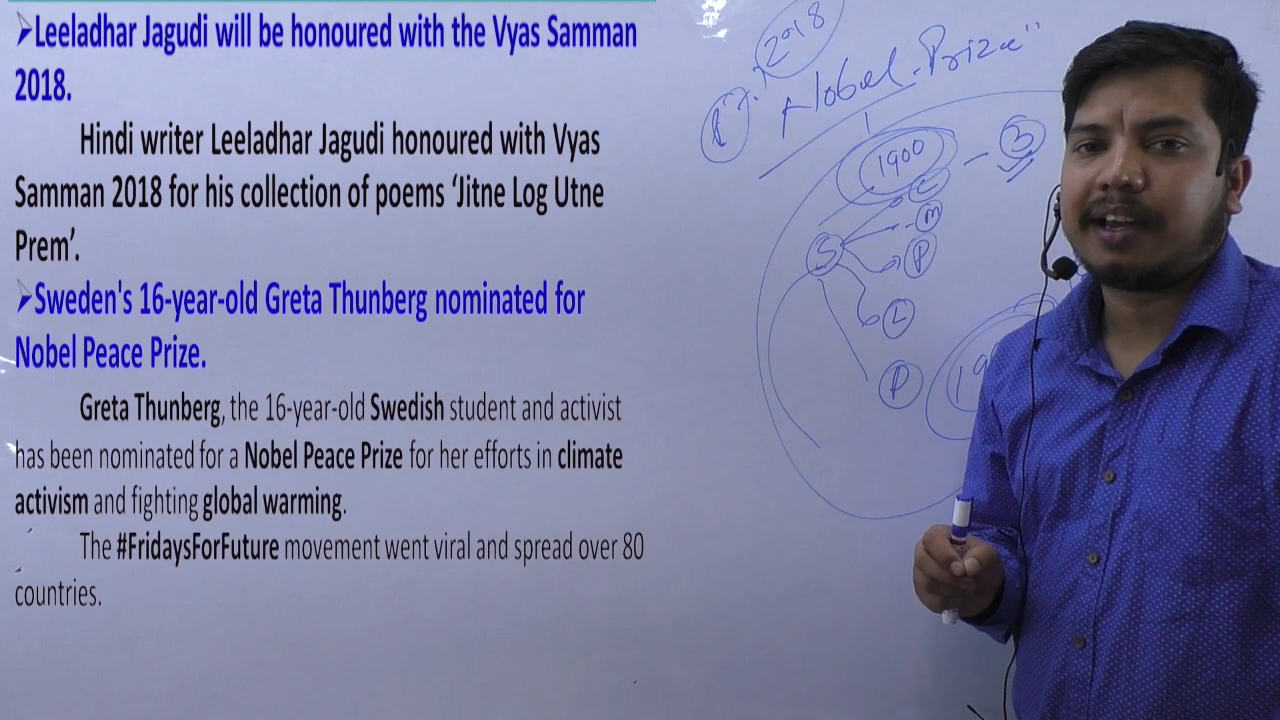 ➢Leeladhar Jagudi will be honoured with the Vyas Samman
2018.
Hindi writer Leeladhar Jagudi honoured with Vyas
Samman 2018 for his collection of poems ‘Jitne Log Utne
Prem’.
➢Sweden's 16-year-old Greta Thunberg nominated for
Nobel Peace Prize.
Greta Thunberg, the 16-year-old Swedish student and activist
has been nominated for a Nobel Peace Prize for her efforts in climate
activism and fighting global warming.
The #FridaysForFuture movement went viral and spread over 80
countries.
2018
Nobel-Prize"
1900 - 3
C
M
S
P
L
P